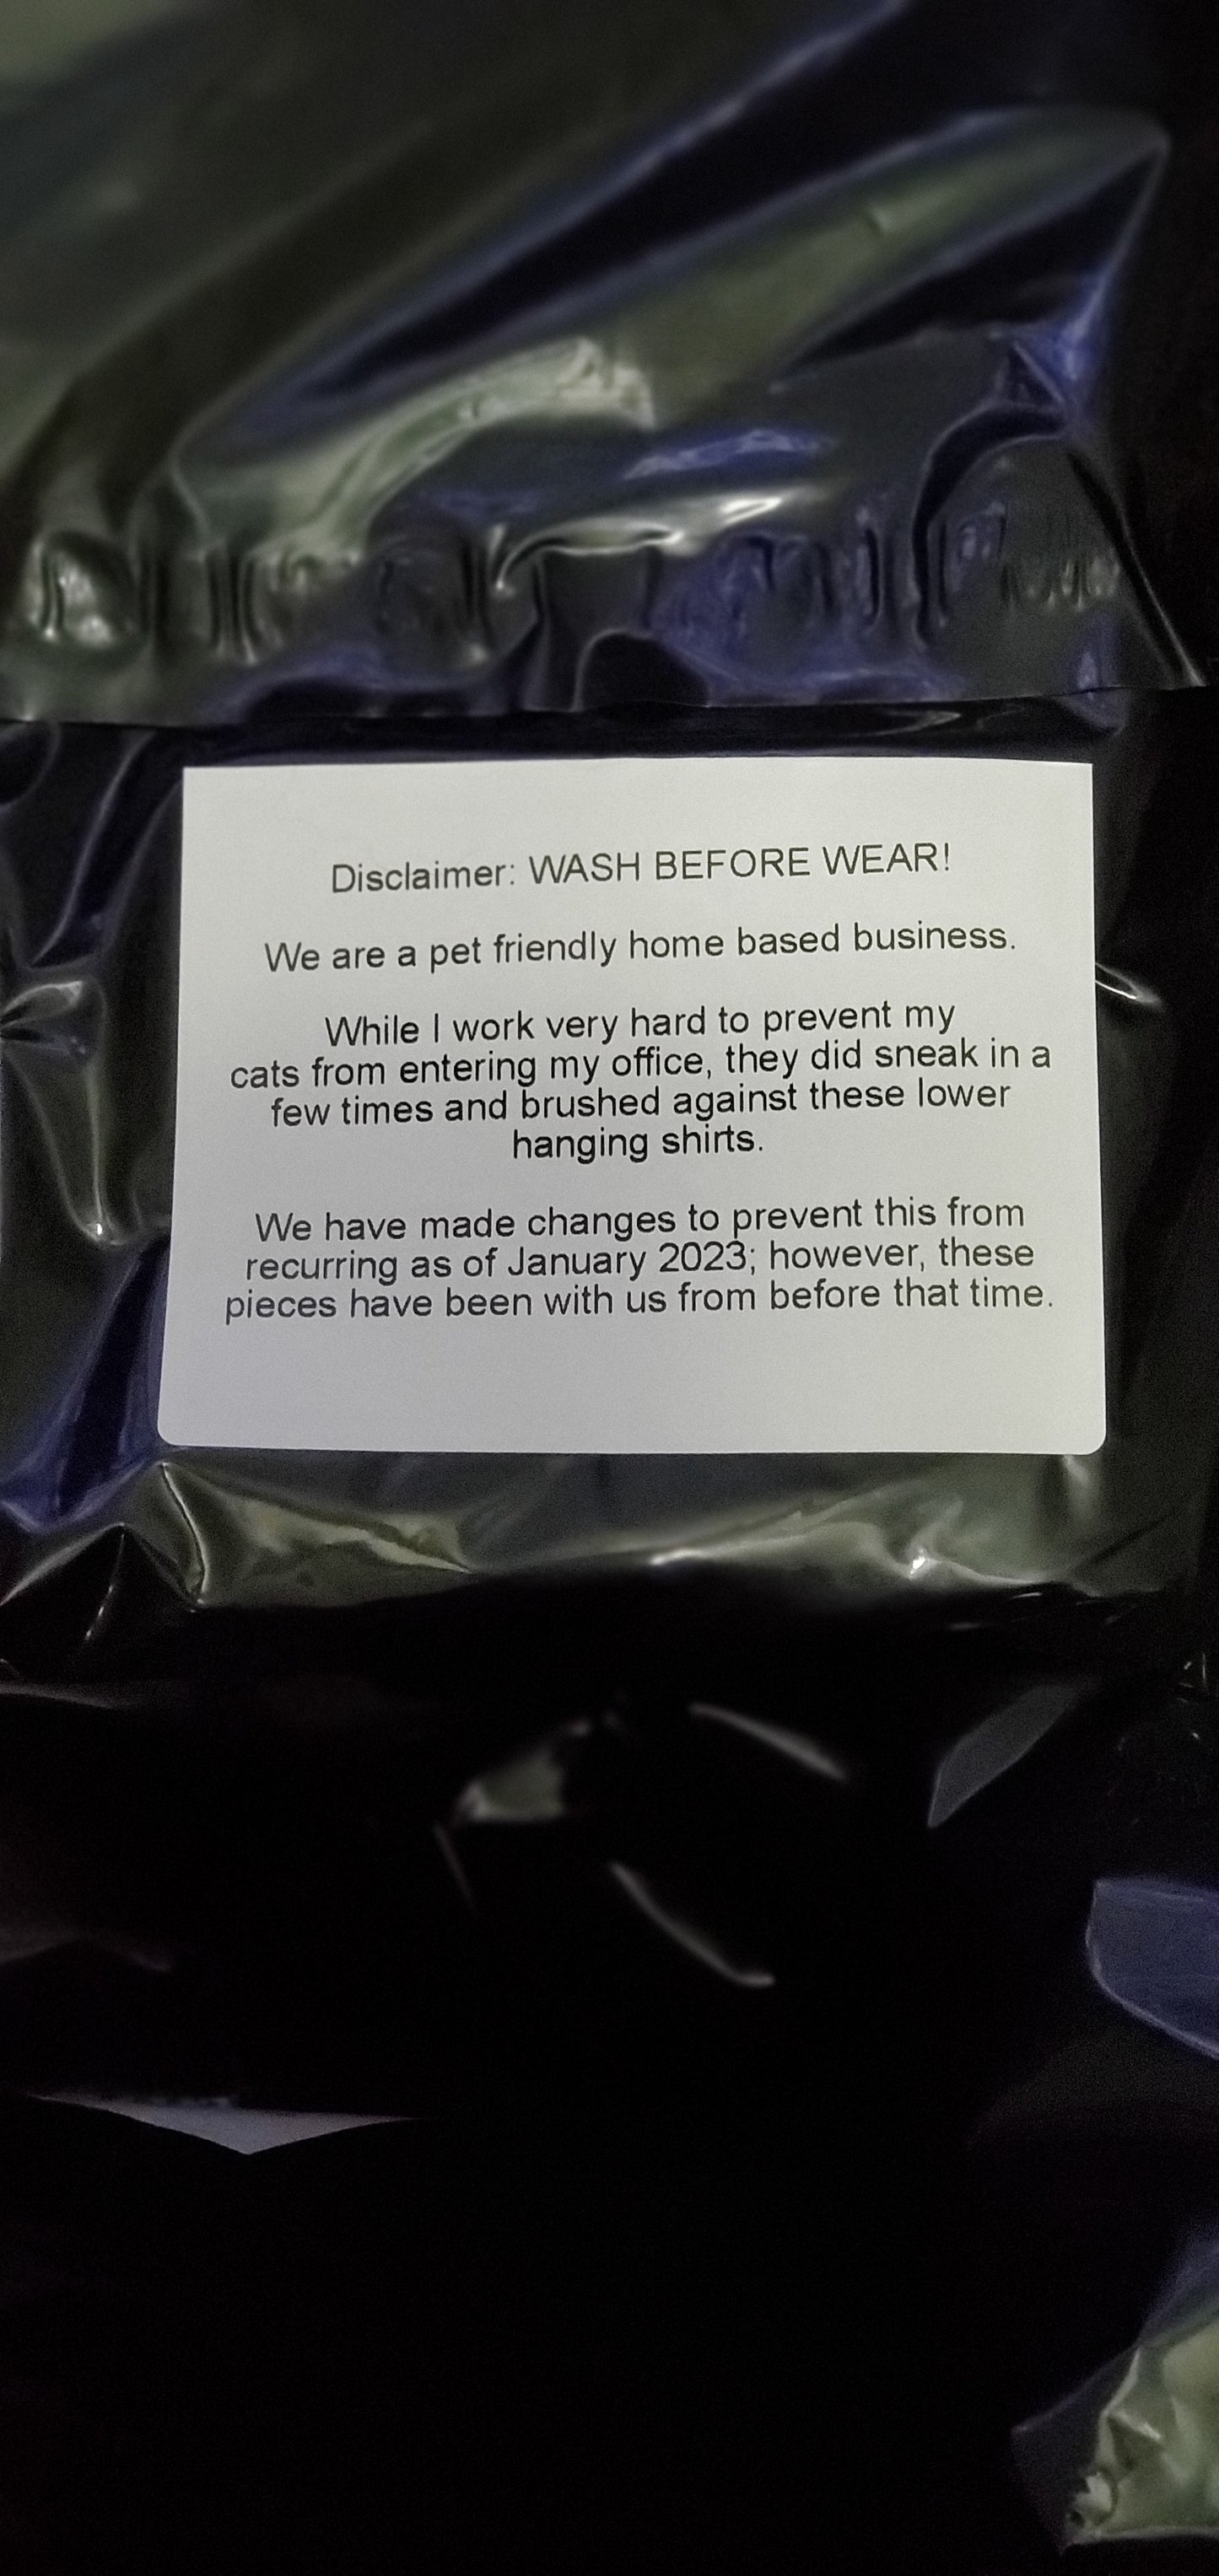 Disclaimer: WASH BEFORE WEAR!
We are a pet friendly home based business.
While I work very hard to prevent my
cats from entering my office, they did sneak in a
few times and brushed against these lower
hanging shirts.
We have made changes to prevent this from
recurring as of January 2023; however, these
pieces have been with us from before that time.